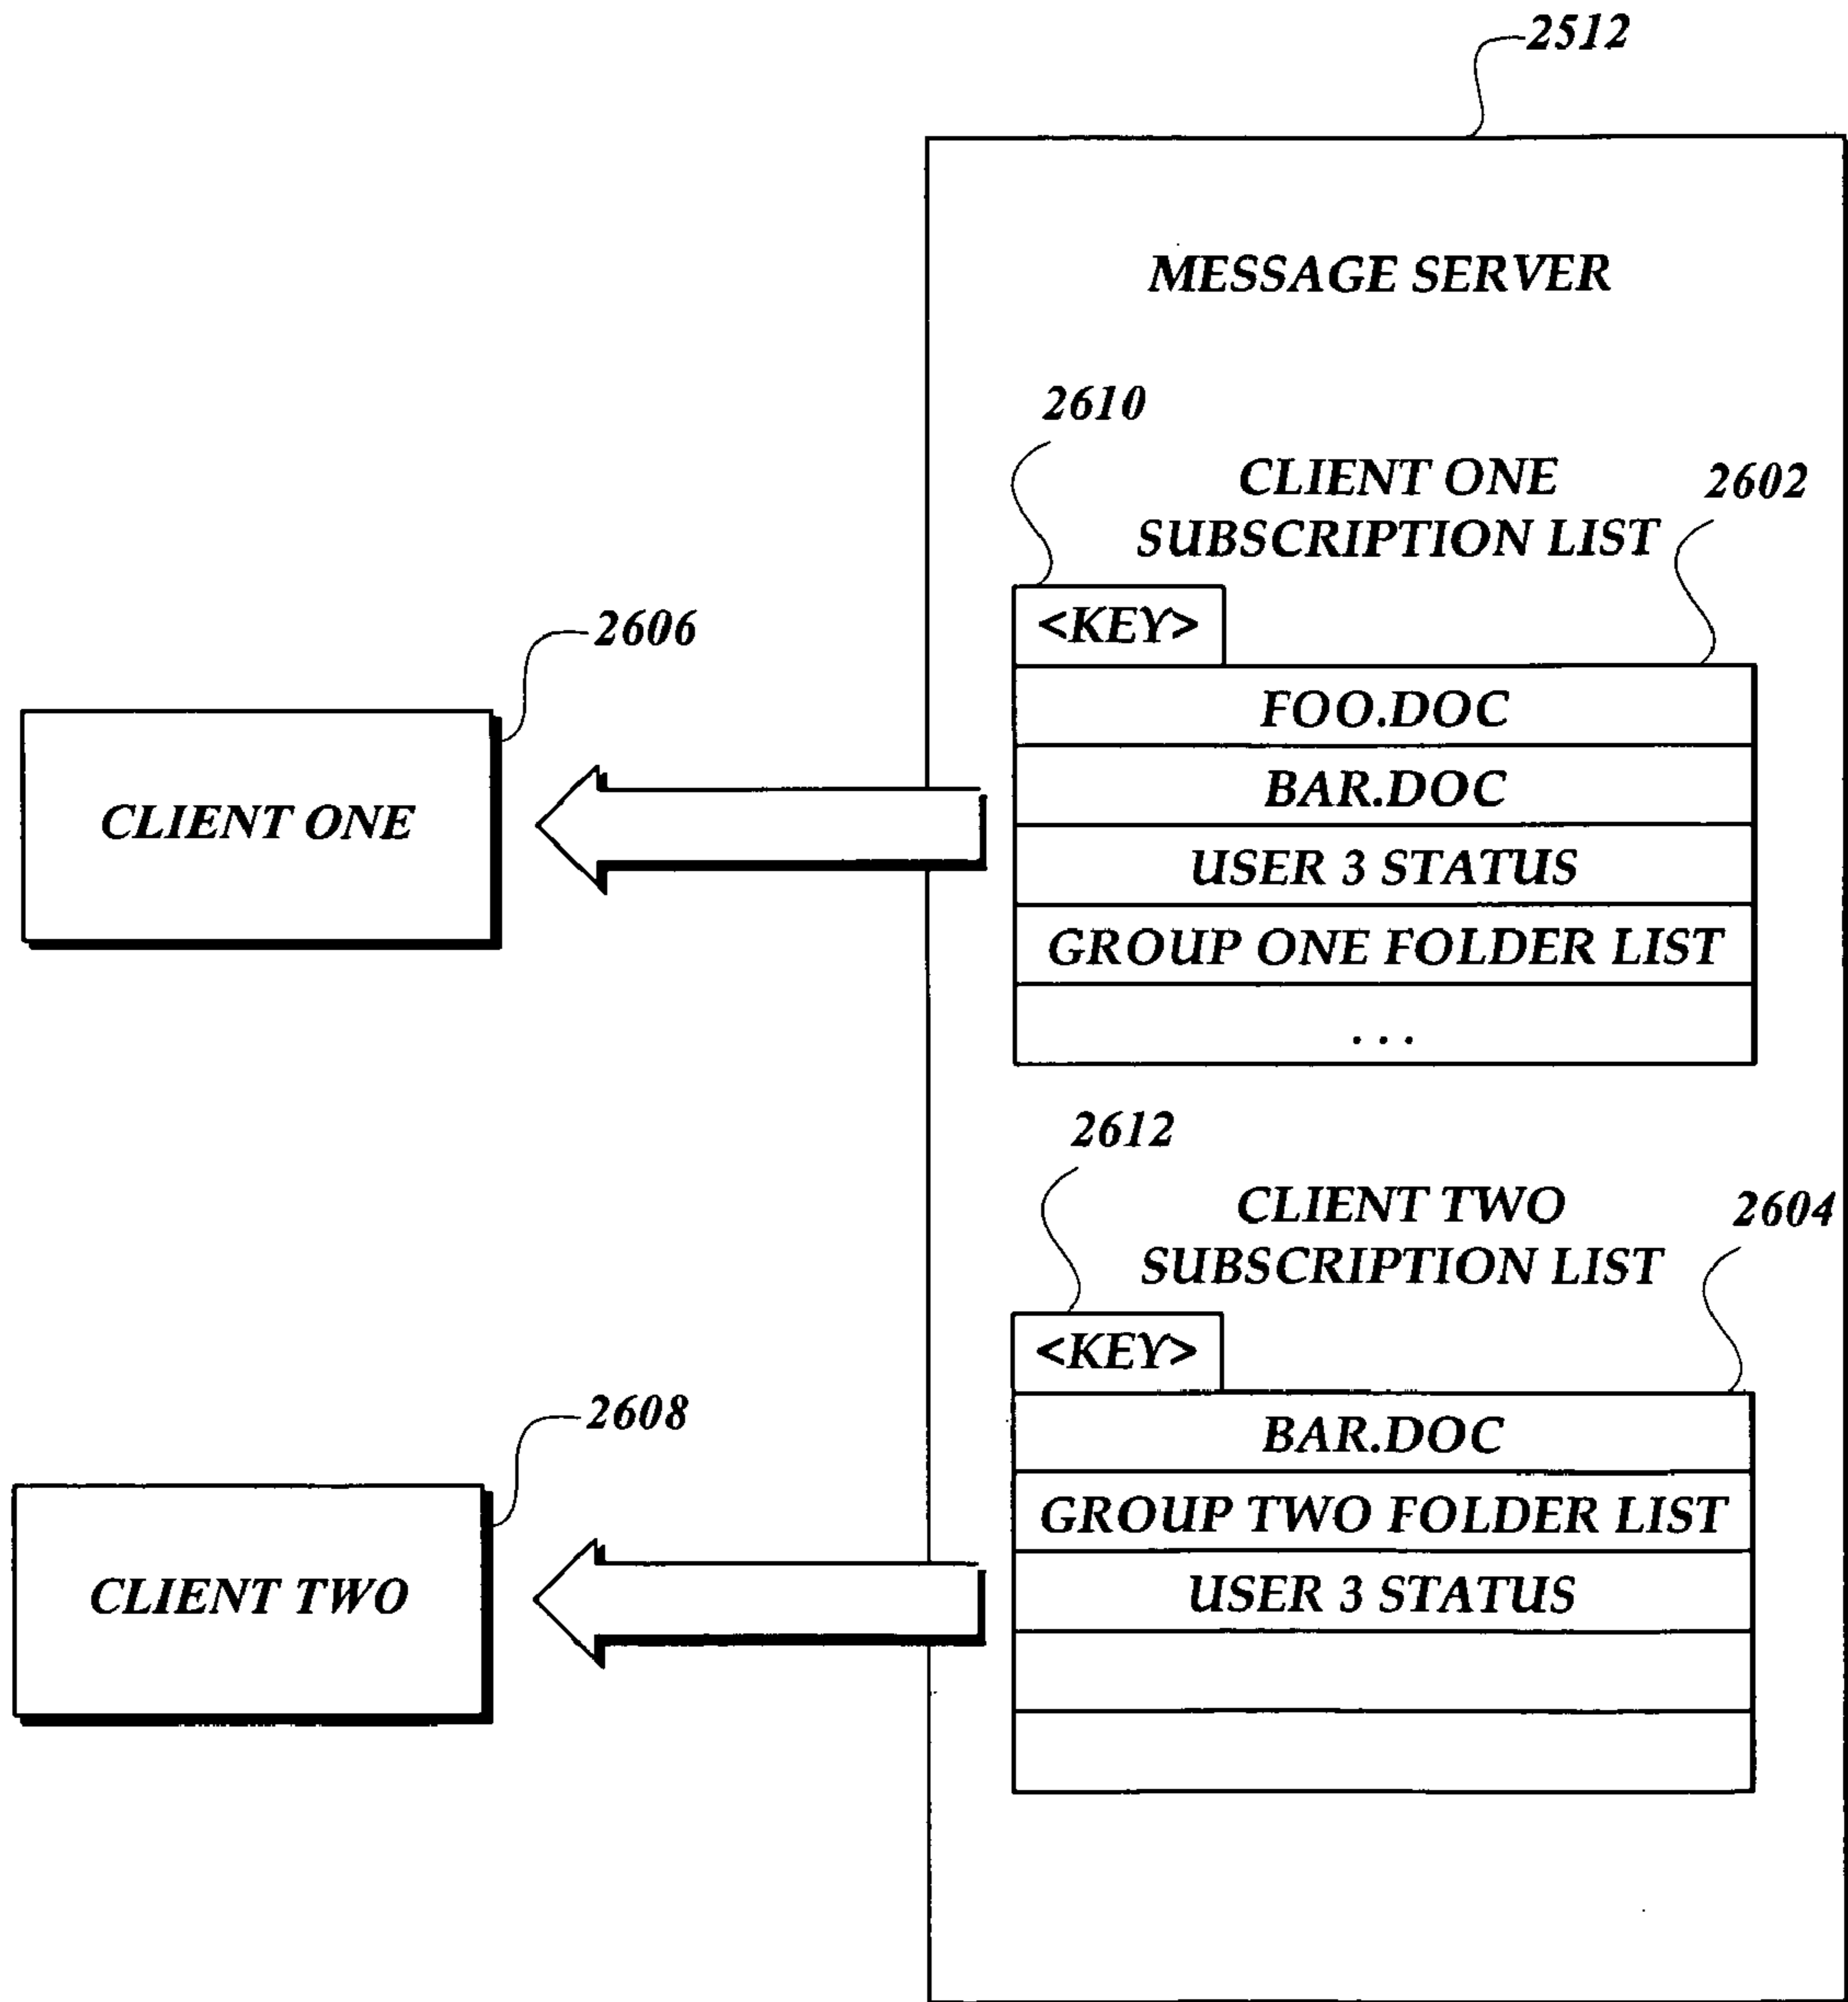 2512
MESSAGE SERVER
2610
CLIENT ONE
SUBSCRIPTION LIST
2602
<KEY>
FOO.DOC
BAR.DOC
USER 3 STATUS
GROUP ONE FOLDER LIST
...
2606
CLIENT ONE
2612
CLIENT TWO
SUBSCRIPTION LIST
2604
<KEY>
BAR.DOC
GROUP TWO FOLDER LIST
USER 3 STATUS
2608
CLIENT TWO